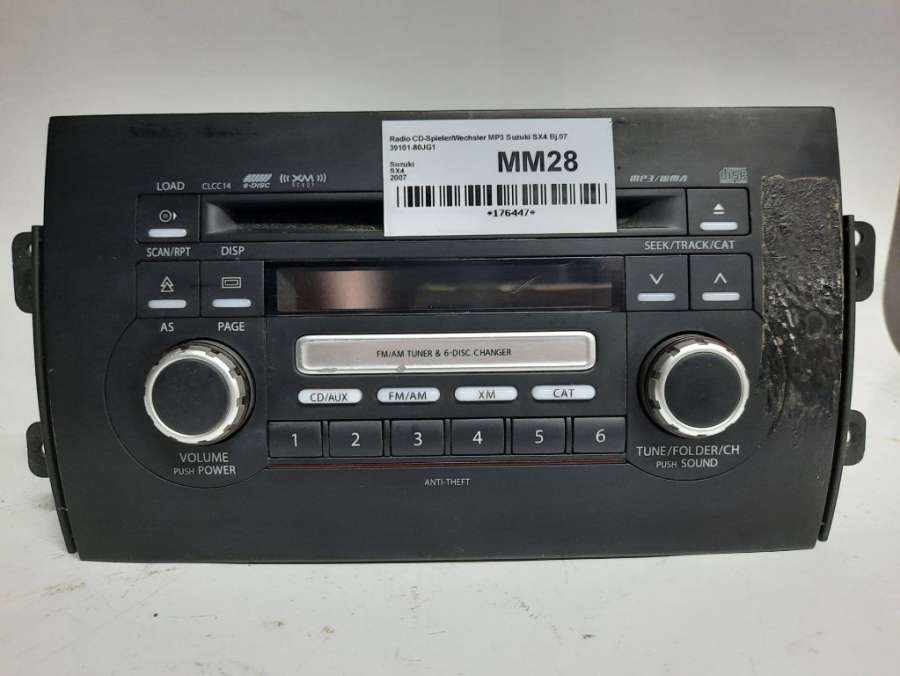 Radio CD-Spieler/Wechsler MP3 Suzuki SX4 Bj.07
39101-80JG1
Suzuki
SX4
2007
MM28
*176447*
LOAD
CLCC14
6-DISC
((( XM )))
READY
MP3/WMA
disc
SCAN/RPT
DISP
SEEK/TRACK/CAT
AS
PAGE
FM/AM TUNER & 6-DISC CHANGER
CD/AUX
FM/AM
XM
CAT
1
2
3
4
5
6
VOLUME
PUSH POWER
TUNE/FOLDER/CH
PUSH SOUND
ANTI-THEFT